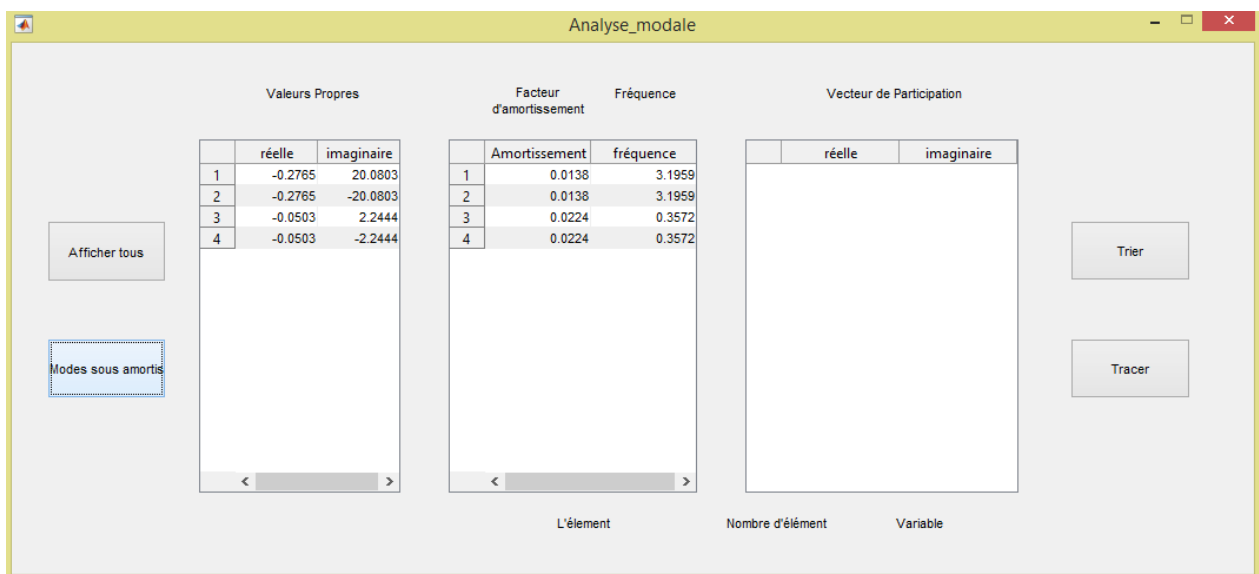 Analyse_modale
Valeurs Propres
Facteur
d'amortissement
Fréquence
Vecteur de Participation
réelle imaginaire
1 -0.2765 20.0803
2 -0.2765 -20.0803
3 -0.0503 2.2444
4 -0.0503 -2.2444
Amortissement fréquence
1 0.0138 3.1959
2 0.0138 3.1959
3 0.0224 0.3572
4 0.0224 0.3572
réelle imaginaire
Afficher tous
Modes sous amortis
Trier
Tracer
L'élement
Nombre d'élément
Variable